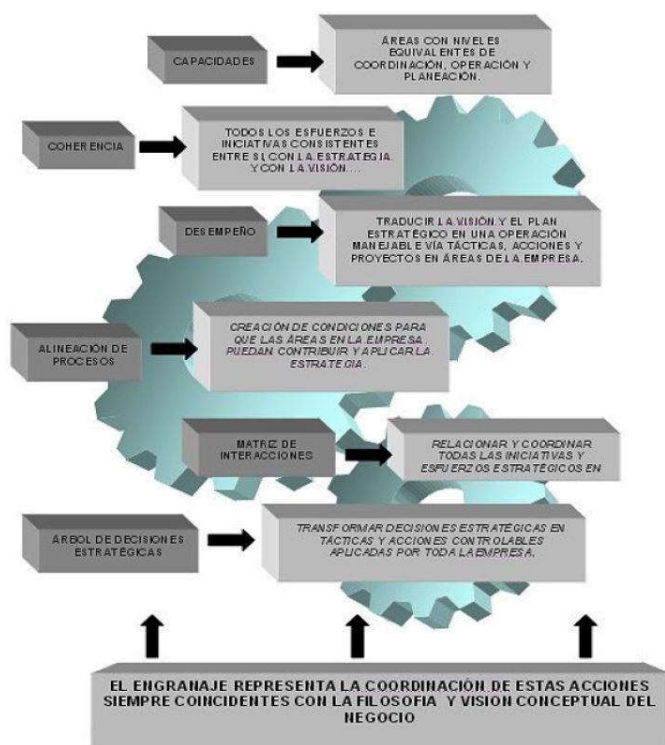 CAPACIDADES
ÁREAS CON NIVELES
EQUIVALENTES DE
COORDINACIÓN, OPERACIÓN Y
PLANEACIÓN.
COHERENCIA
TODOS LOS ESFUERZOS E
INICIATIVAS CONSISTENTES
ENTRE SI, CON LA ESTRATEGIA
Y CON LA VISIÓN....
DESEMPEÑO
TRADUCIR LA VISIÓN Y EL PLAN
ESTRATÉGICO EN UNA OPERACIÓN
MANEJABLE VÍA TÁCTICAS, ACCIONES Y
PROYECTOS EN ÁREAS DE LA EMPRESA.
ALINEACIÓN DE
PROCESOS
CREACIÓN DE CONDICIONES PARA
QUE LAS ÁREAS EN LA EMPRESA
PUEDAN CONTRIBUIR Y APLICAR LA
ESTRATEGIA.
MATRIZ DE
INTERACCIONES
RELACIONAR Y COORDINAR
TODAS LAS INICIATIVAS Y
ESFUERZOS ESTRATÉGICOS EN
ÁRBOL DE DECISIONES
ESTRATÉGICAS
TRANSFORMAR DECISIONES ESTRATÉGICAS EN
TÁCTICAS Y ACCIONES CONTROLABLES
APLICADAS POR TODA LA EMPRESA.
EL ENGRANAJE REPRESENTA LA COORDINACIÓN DE ESTAS ACCIONES
SIEMPRE COINCIDENTES CON LA FILOSOFIA Y VISION CONCEPTUAL DEL
NEGOCIO